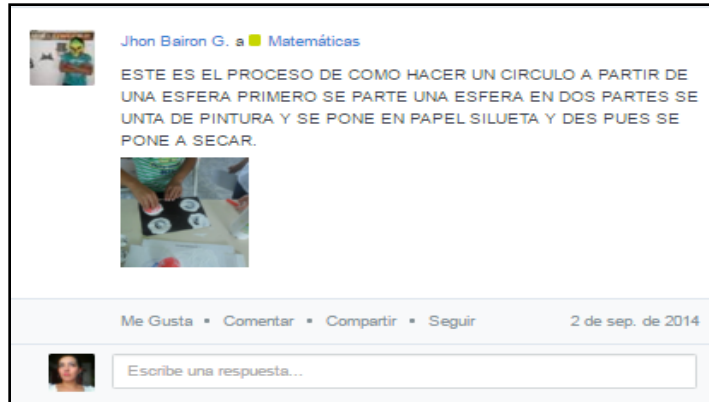 Jhon Bairon G. a Matemáticas
ESTE ES EL PROCESO DE COMO HACER UN CIRCULO A PARTIR DE
UNA ESFERA PRIMERO SE PARTE UNA ESFERA EN DOS PARTES SE
UNTA DE PINTURA Y SE PONE EN PAPEL SILUETA Y DES PUES SE
PONE A SECAR.
Me Gusta • Comentar • Compartir • Seguir 2 de sep. de 2014
Escribe una respuesta...